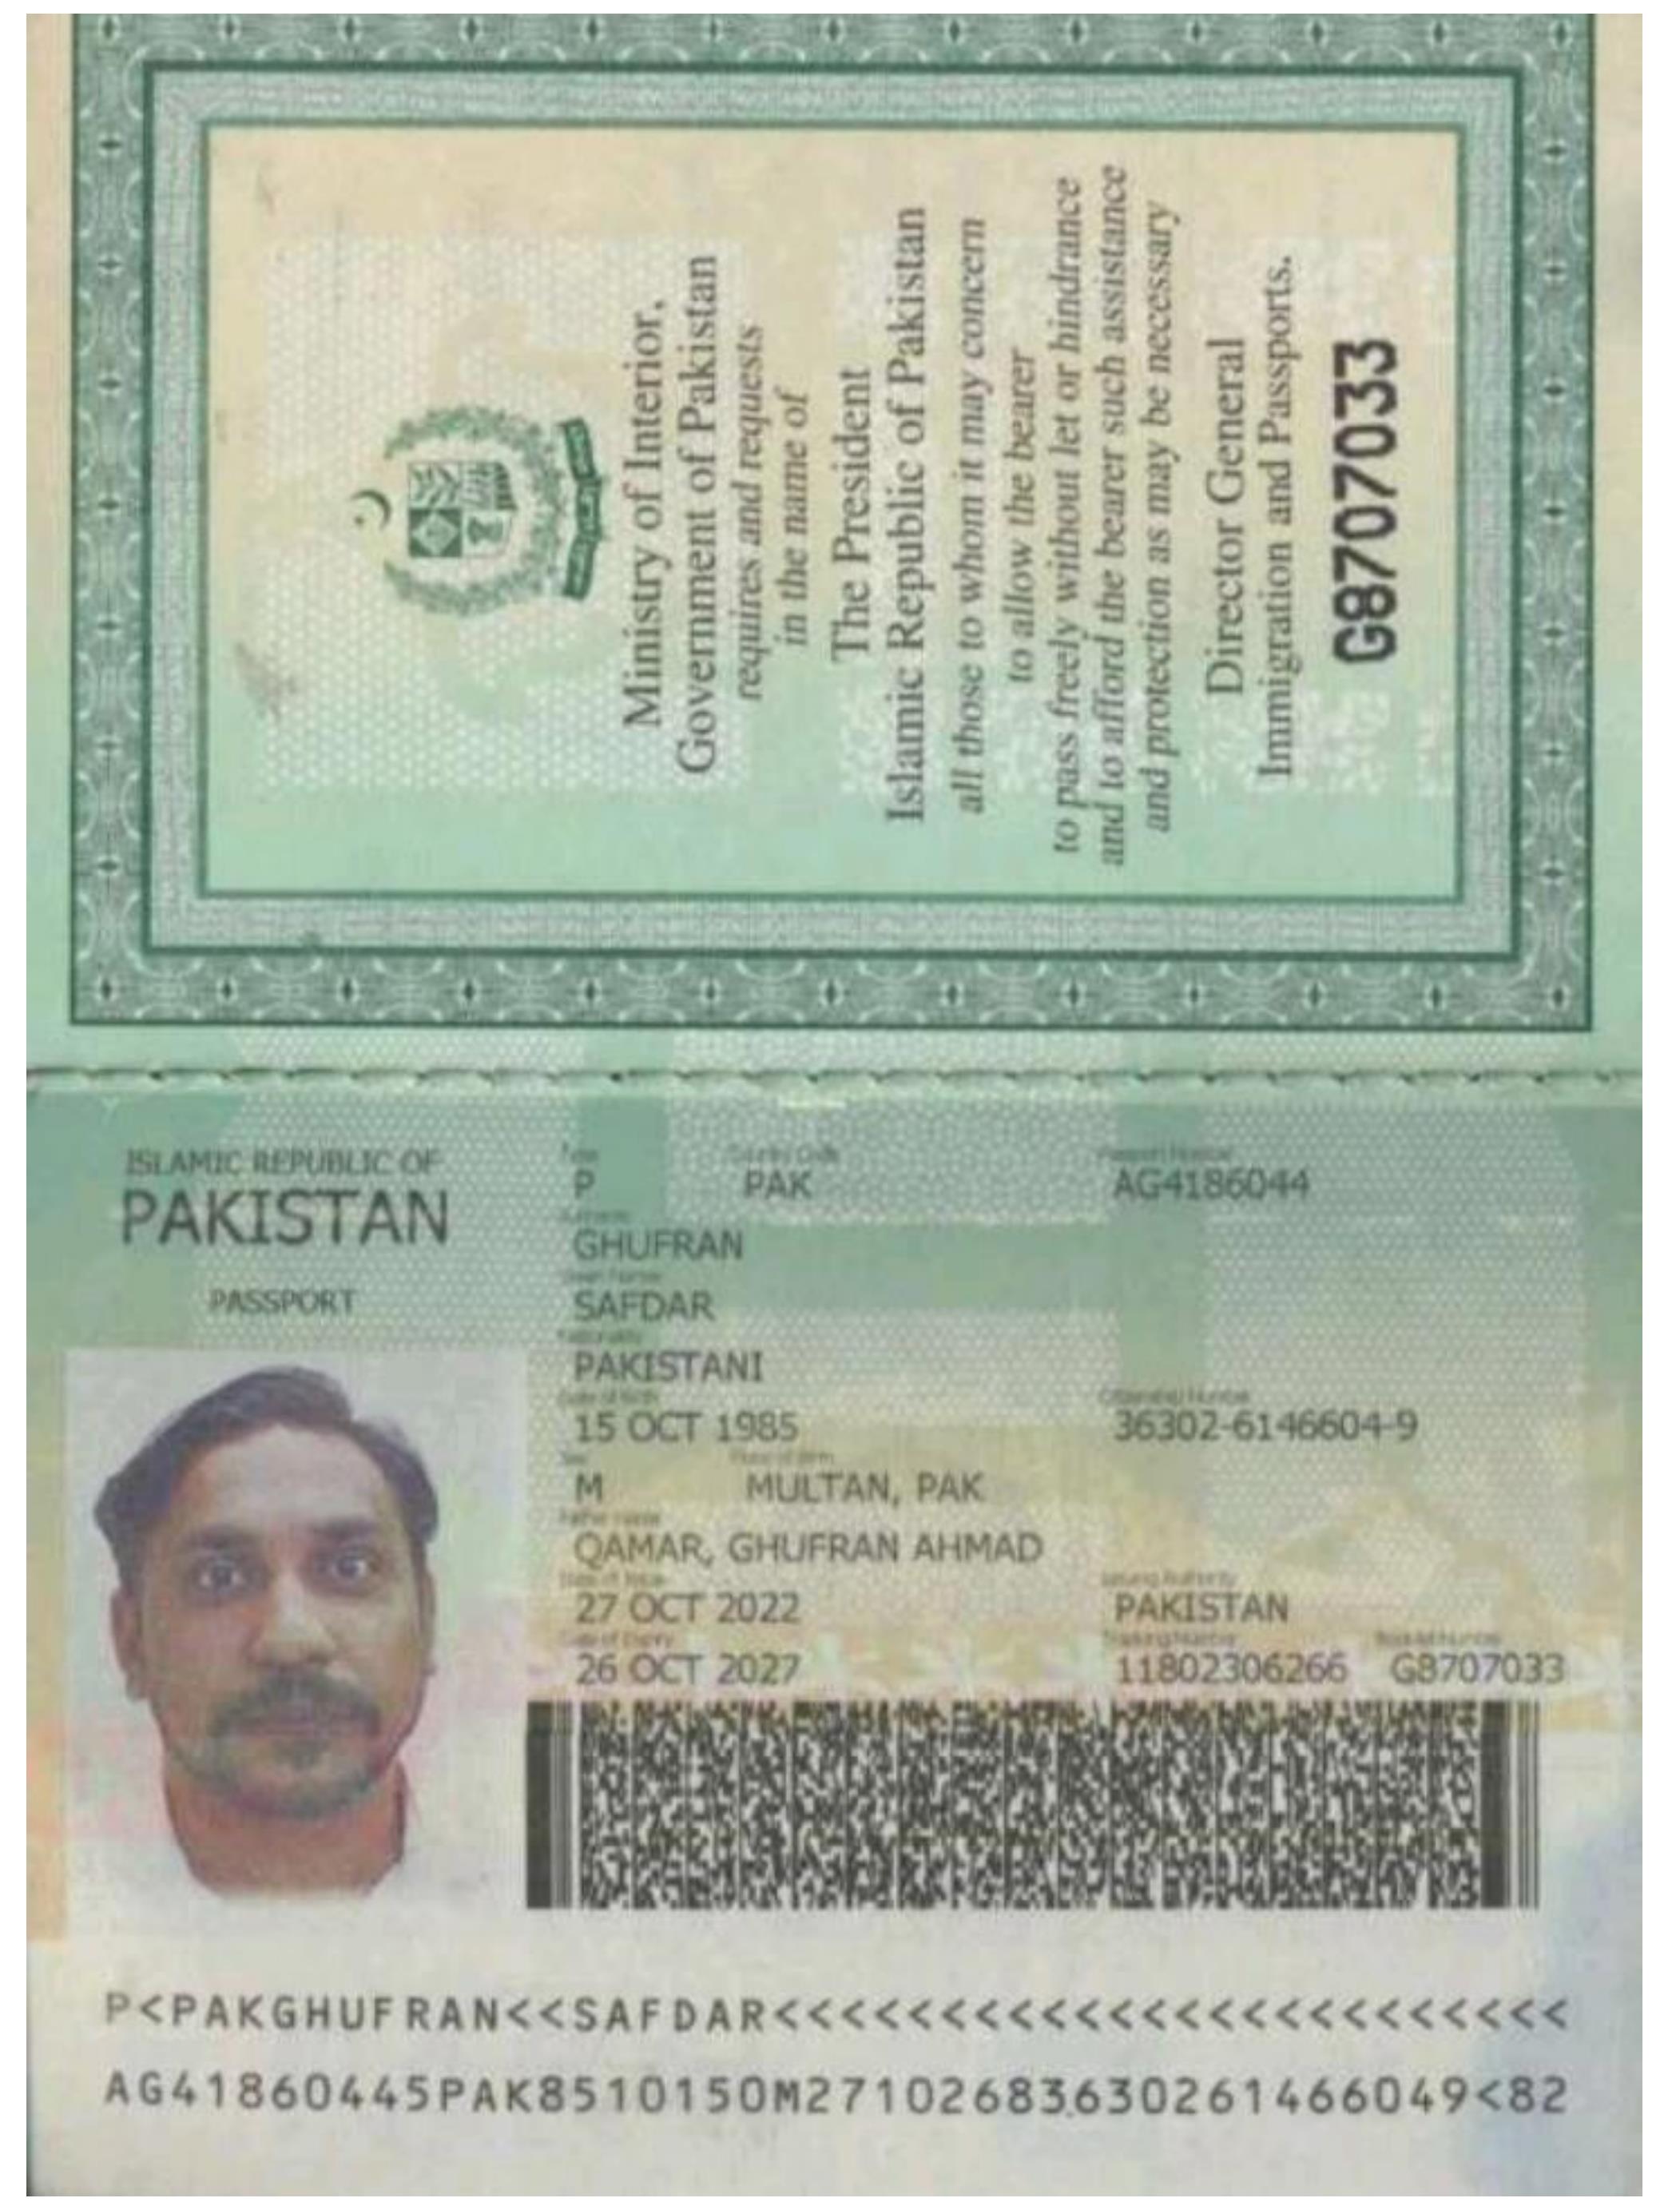 Ministry of Interior,
Government of Pakistan
requires and requests
in the name of
The President
Islamic Republic of Pakistan
all those to whom it may concern
to allow the bearer
to pass freely without let or hindrance
and to afford the bearer such assistance
and protection as may be necessary
Director General
Immigration and Passports.
G8707033
ISLAMIC REPUBLIC OF
PAKISTAN
PASSPORT
Type Country Code Passport Number
P PAK AG4186044
Surname
GHUFRAN
Given Name
SAFDAR
Nationality
PAKISTANI
Date of Birth Citizenship Number
15 OCT 1985 36302-6146604-9
Sex Place of Birth
M MULTAN, PAK
Father Name
QAMAR, GHUFRAN AHMAD
Date of Issue Issuing Authority
27 OCT 2022 PAKISTAN
Date of Expiry Tracking Number Booklet Number
26 OCT 2027 11802306266 G8707033
P<PAKGHUFRAN<<SAFDAR<<<<<<<<<<<<<<<<<<<<<<<<
AG41860445PAK8510150M27102683630261466049<82